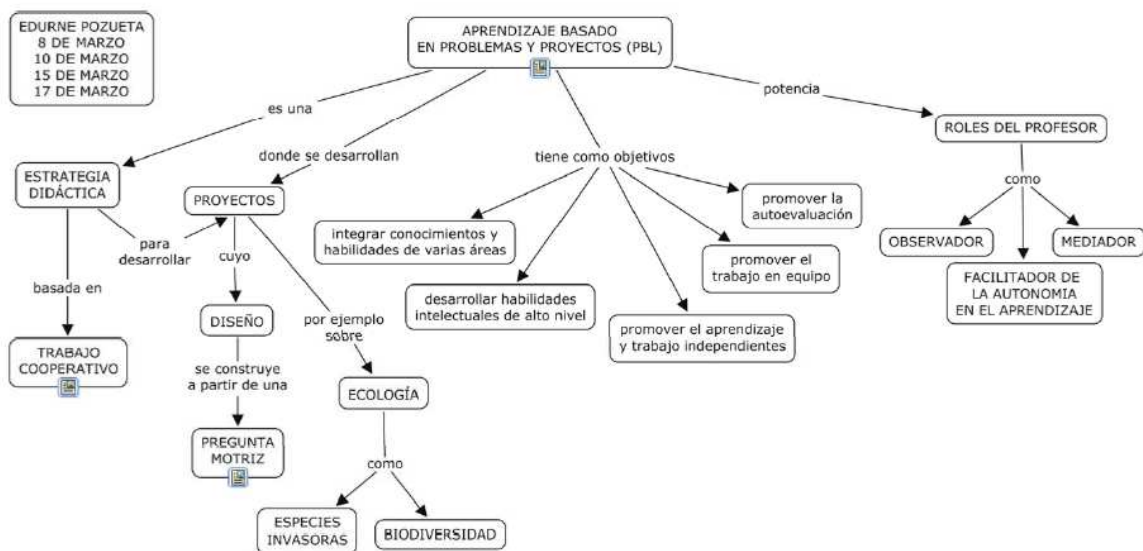 EDURNE POZUETA
8 DE MARZO
10 DE MARZO
15 DE MARZO
17 DE MARZO
APRENDIZAJE BASADO
EN PROBLEMAS Y PROYECTOS (PBL)
es una
donde se desarrollan
tiene como objetivos
potencia
ESTRATEGIA
DIDÁCTICA
para
desarrollar
basada en
TRABAJO
COOPERATIVO
PROYECTOS
cuyo
DISEÑO
se construye
a partir de una
PREGUNTA
MOTRIZ
por ejemplo
sobre
ECOLOGÍA
como
ESPECIES
INVASORAS
BIODIVERSIDAD
integrar conocimientos y
habilidades de varias áreas
desarrollar habilidades
intelectuales de alto nivel
promover el aprendizaje
y trabajo independientes
promover el
trabajo en equipo
promover la
autoevaluación
ROLES DEL PROFESOR
como
OBSERVADOR
FACILITADOR DE
LA AUTONOMIA
EN EL APRENDIZAJE
MEDIADOR